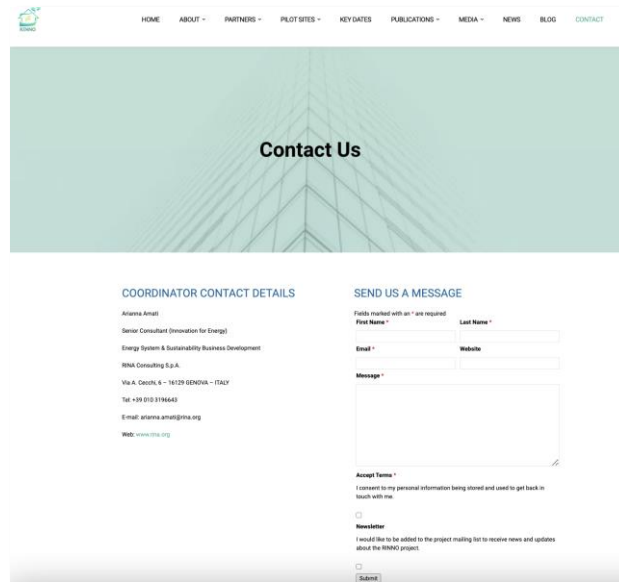 RINNO
HOME ABOUT PARTNERS PILOT SITES KEY DATES PUBLICATIONS MEDIA NEWS BLOG CONTACT
Contact Us
COORDINATOR CONTACT DETAILS
Arianna Amati
Senior Consultant (Innovation for Energy)
Energy System & Sustainability Business Development
RINA Consulting S.p.A.
Via A. Cecchi, 6 – 16129 GENOVA – ITALY
Tel: +39 010 3196643
E-mail: arianna.amati@rina.org
Web: www.rina.org
SEND US A MESSAGE
Fields marked with an * are required
First Name * Last Name *
Email * Website
Message *
Accept Terms *
I consent to my personal information being stored and used to get back in
touch with me.
Newsletter
I would like to be added to the project mailing list to receive news and updates
about the RINNO project.
Submit